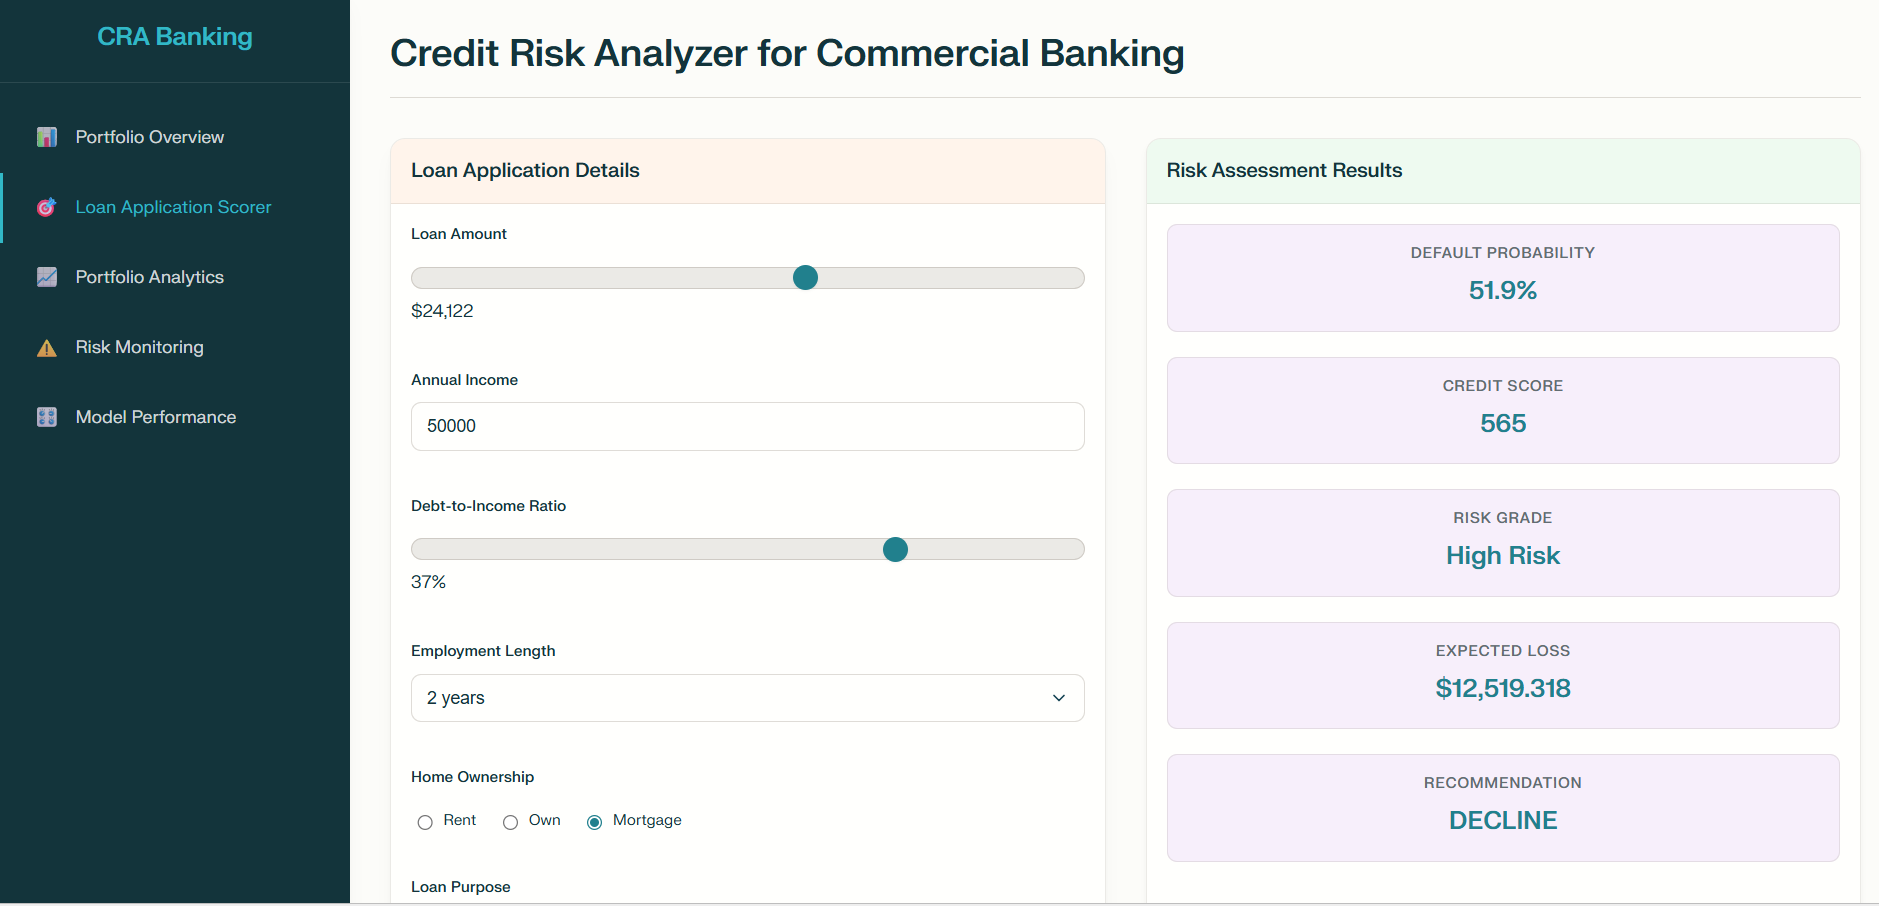 CRA Banking
Portfolio Overview
Loan Application Scorer
Portfolio Analytics
Risk Monitoring
Model Performance
Credit Risk Analyzer for Commercial Banking
Loan Application Details
Loan Amount
$24,122
Annual Income
50000
Debt-to-Income Ratio
37%
Employment Length
2 years
Home Ownership
Rent Own Mortgage
Loan Purpose
Risk Assessment Results
DEFAULT PROBABILITY
51.9%
CREDIT SCORE
565
RISK GRADE
High Risk
EXPECTED LOSS
$12,519.318
RECOMMENDATION
DECLINE